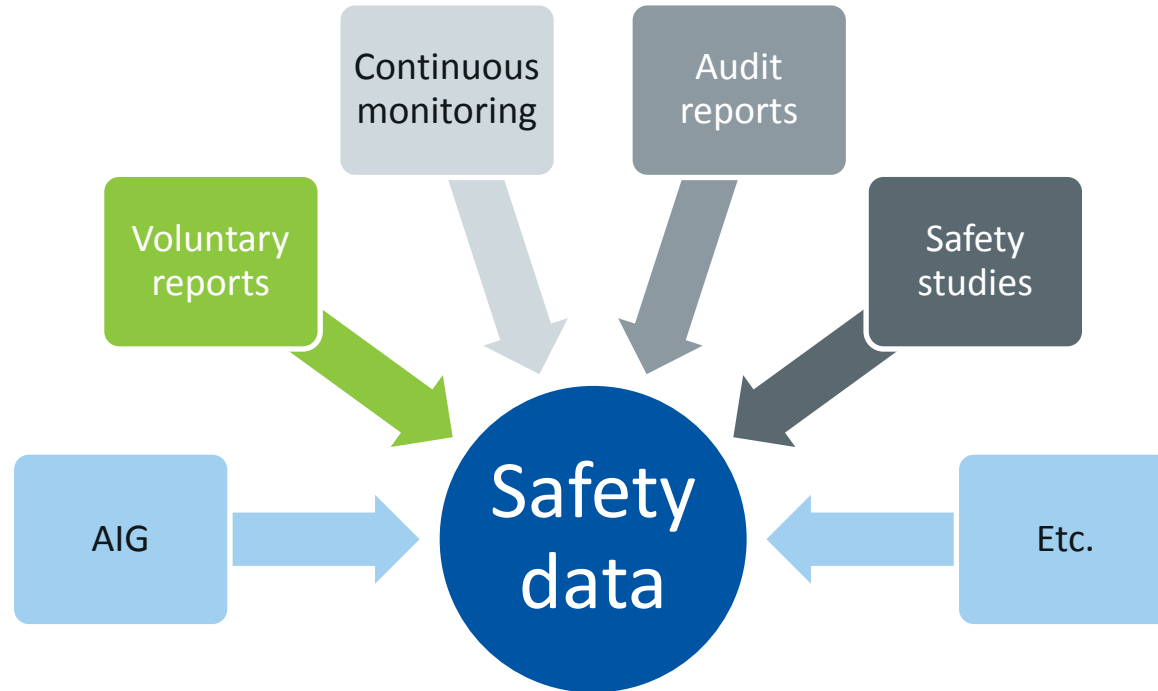 Continuous
monitoring
Audit
reports
Voluntary
reports
Safety
studies
AIG
Safety
data
Etc.